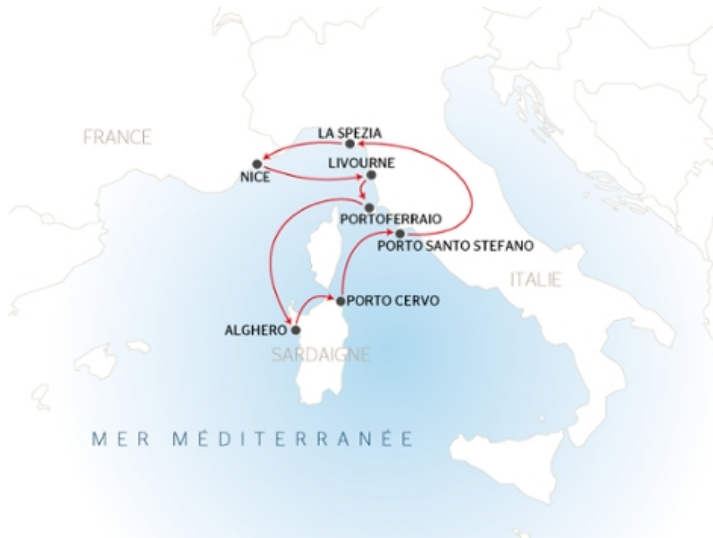 FRANCE
LA SPEZIA
LIVOURNE
NICE
PORTOFERRAIO
PORTO SANTO STEFANO
ITALIE
PORTO CERVO
ALGHERO
SARDAIGNE
MER MÉDITERRANÉE